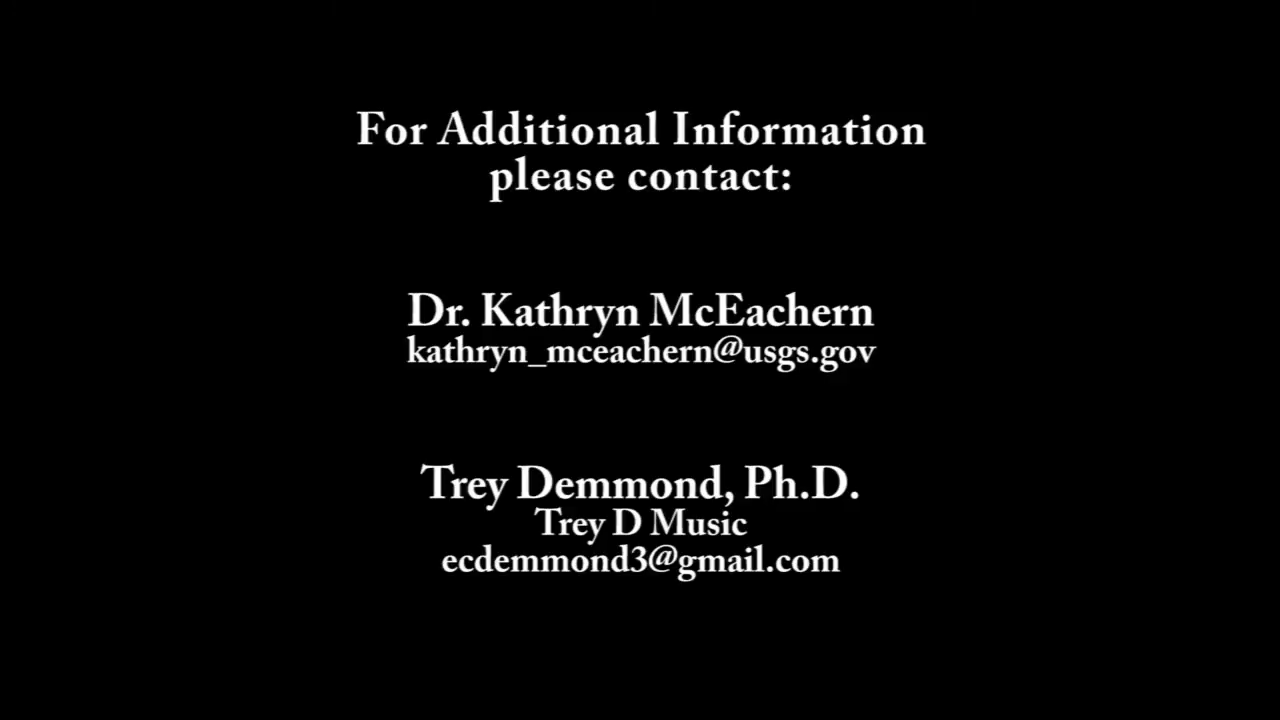 For Additional Information
please contact:
Dr. Kathryn McEachern
kathryn_mceachern@usgs.gov
Trey Demmond, Ph.D.
Trey D Music
ecdemmond3@gmail.com